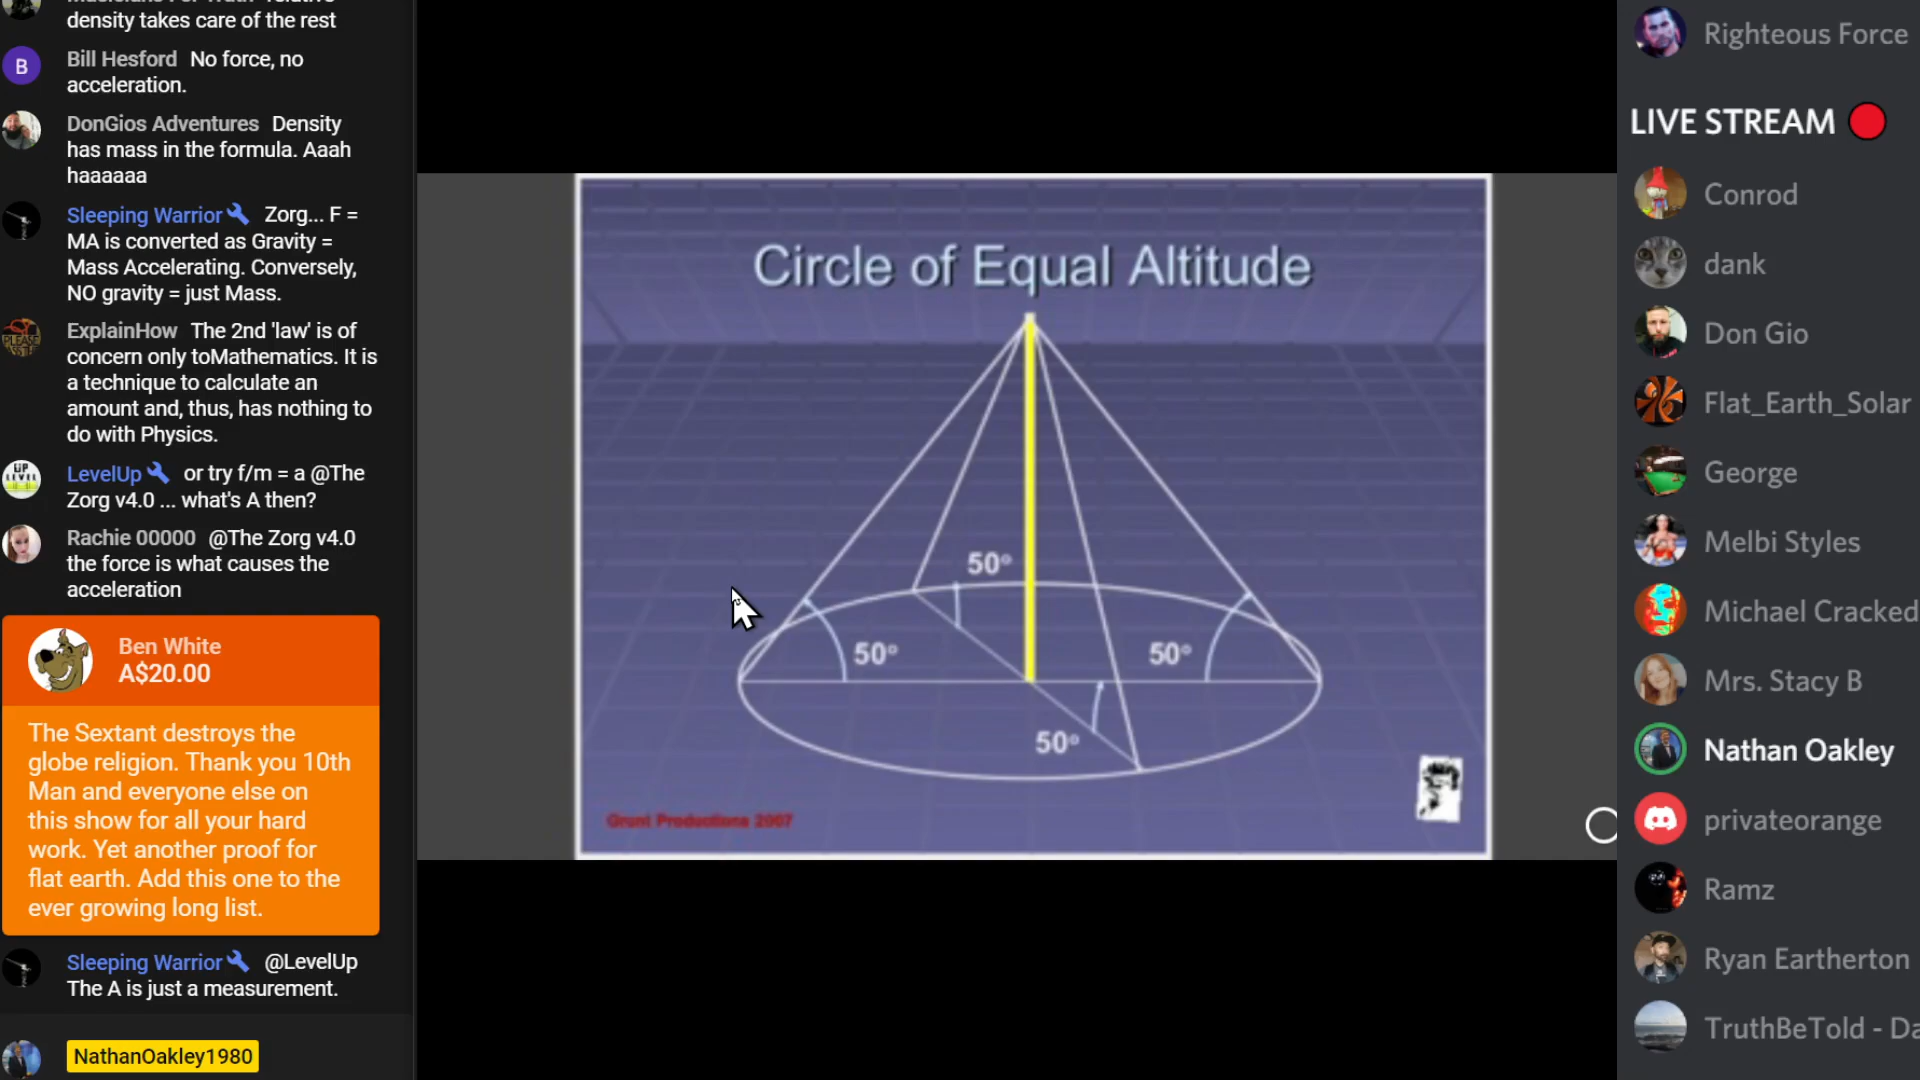 density takes care of the rest
Bill Hesford No force, no
acceleration.
DonGios Adventures Density
has mass in the formula. Aaah
haaaaaa
Sleeping Warrior Zorg... F =
MA is converted as Gravity =
Mass Accelerating. Conversely,
NO gravity = just Mass.
ExplainHow The 2nd 'law' is of
concern only toMathematics. It is
a technique to calculate an
amount and, thus, has nothing to
do with Physics.
LevelUp or try f/m = a @The
Zorg v4.0 ... what's A then?
Rachie 00000 @The Zorg v4.0
the force is what causes the
acceleration
Ben White
A$20.00
The Sextant destroys the
globe religion. Thank you 10th
Man and everyone else on
this show for all your hard
work. Yet another proof for
flat earth. Add this one to the
ever growing long list.
Sleeping Warrior @LevelUp
The A is just a measurement.
NathanOakley1980
B
UP
LEVEL
Circle of Equal Altitude
50°
50°
50°
50°
Grunt Productions 2007
Righteous Force
LIVE STREAM
Conrod
dank
Don Gio
Flat_Earth_Solar
George
Melbi Styles
Michael Cracked
Mrs. Stacy B
Nathan Oakley
privateorange
Ramz
Ryan Eartherton
TruthBeTold - Da